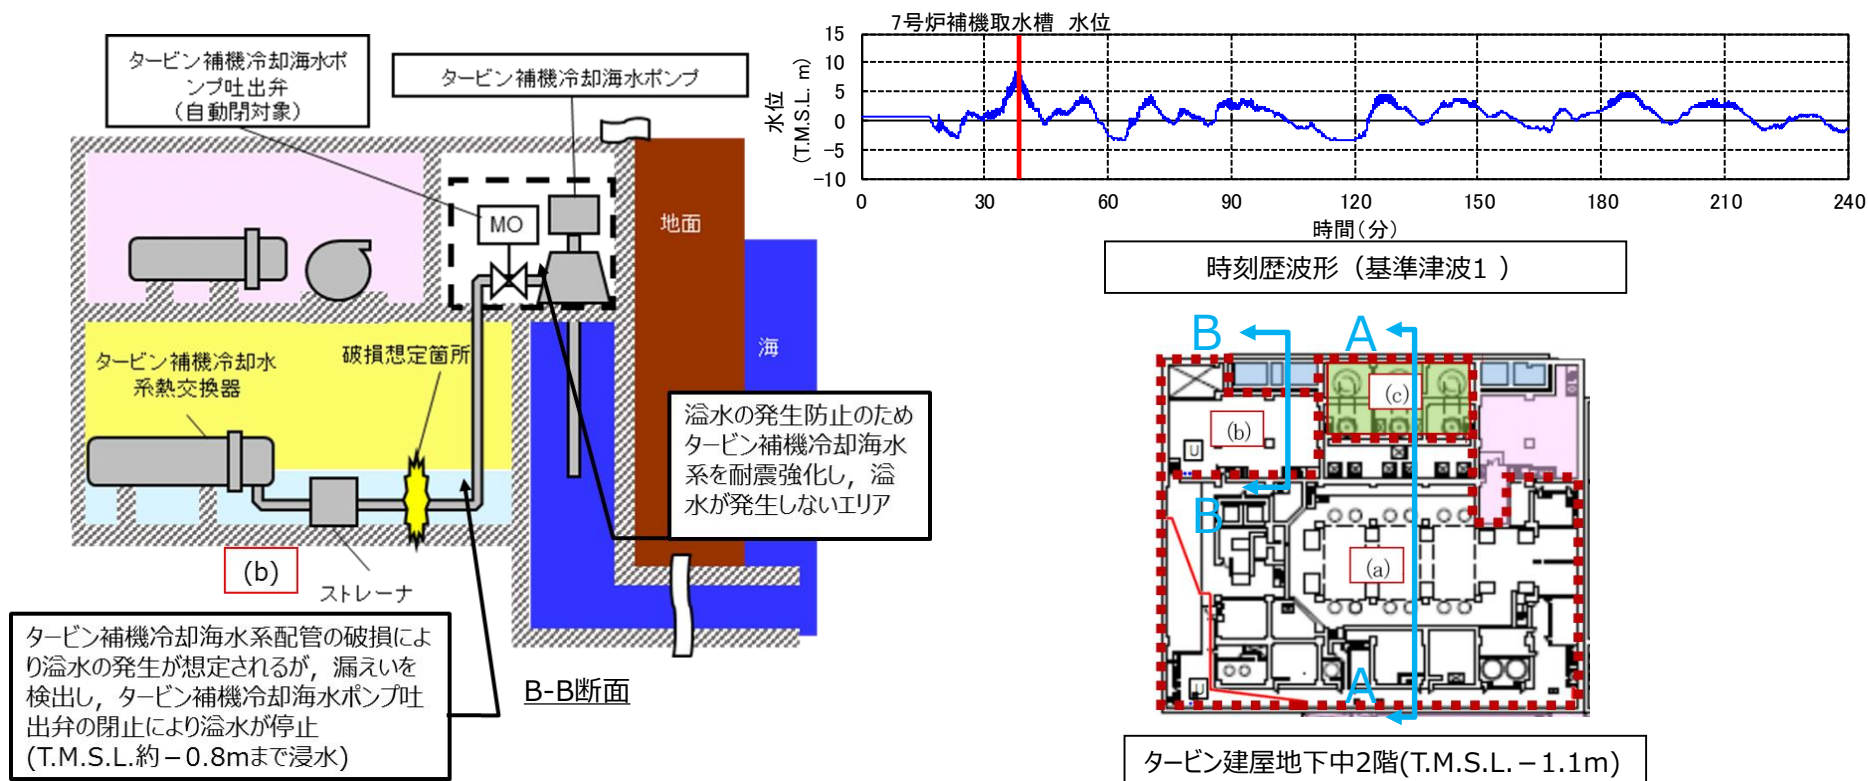 タービン補機冷却海水ポ
ンプ吐出弁
(自動閉対象)
タービン補機冷却海水ポンプ
MO
地面
海
タービン補機冷却水
系熱交換器
破損想定箇所
ストレーナ
(b)
溢水の発生防止のため
タービン補機冷却海水
系を耐震強化し，溢
水が発生しないエリア
タービン補機冷却海水系配管の破損によ
り溢水の発生が想定されるが，漏えいを
検出し，タービン補機冷却海水ポンプ吐
出弁の閉止により溢水が停止
(T.M.S.L.約－0.8mまで浸水)
B-B断面
7号炉補機取水槽 水位
水位
(T.M.S.L. m)
15
10
5
0
-5
-10
0 30 60 90 120 150 180 210 240
時間(分)
時刻歴波形（基準津波1 ）
B A
(c)
(b)
U
B
(a)
A
U
タービン建屋地下中2階(T.M.S.L.－1.1m)